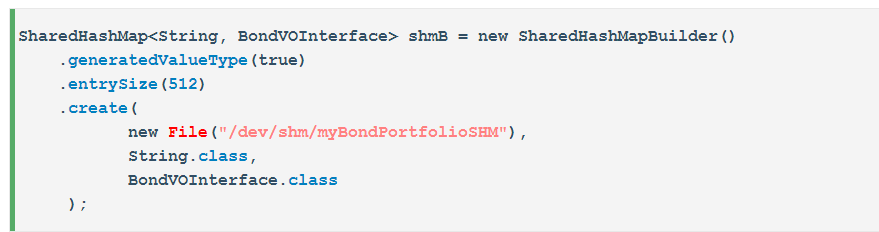 SharedHashMap<String, BondVOInterface> shmB = new SharedHashMapBuilder()
    .generatedValueType(true)
    .entrySize(512)
    .create(
           new File("/dev/shm/myBondPortfolioSHM"),
           String.class,
           BondVOInterface.class
     );